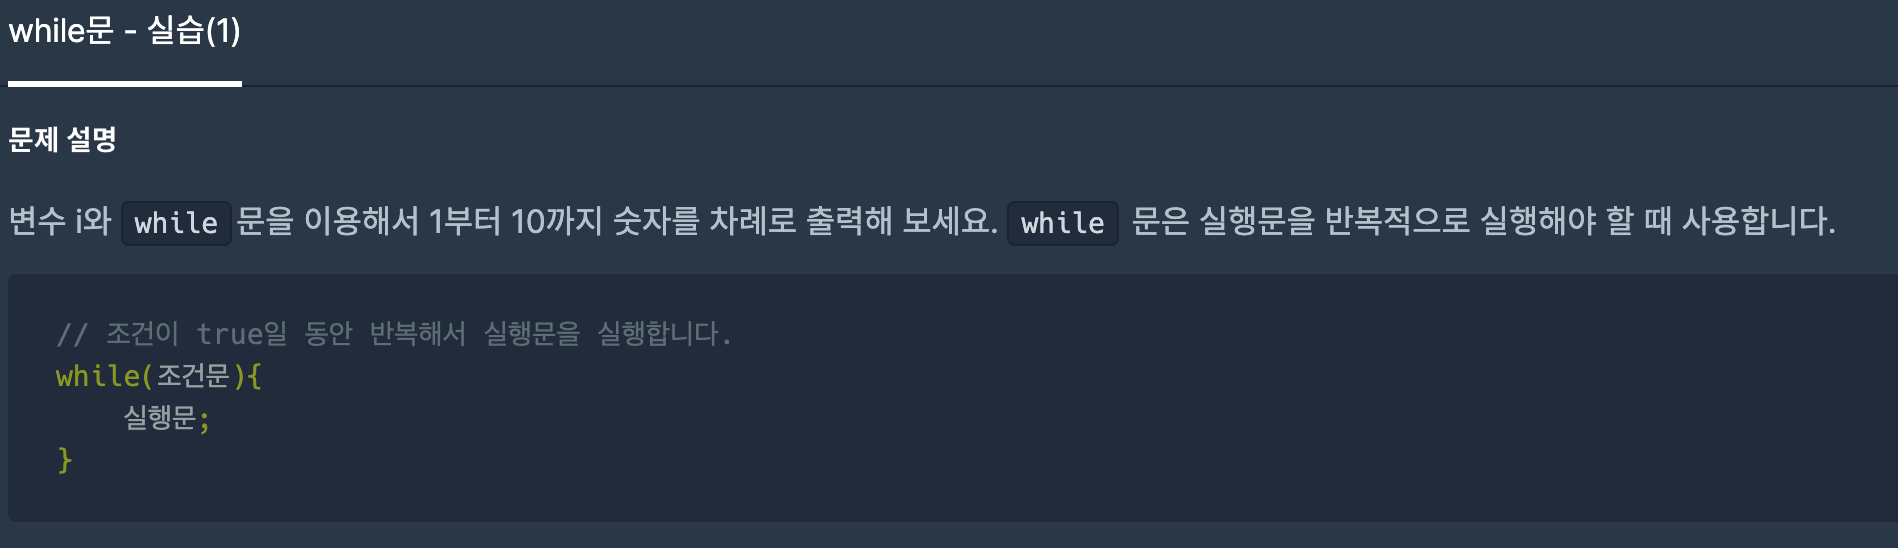 while문 - 실습(1)
문제 설명
변수 i와 while 문을 이용해서 1부터 10까지 숫자를 차례로 출력해 보세요. while 문은 실행문을 반복적으로 실행해야 할 때 사용합니다.
// 조건이 true일 동안 반복해서 실행문을 실행합니다.
while(조건문){
    실행문;
}